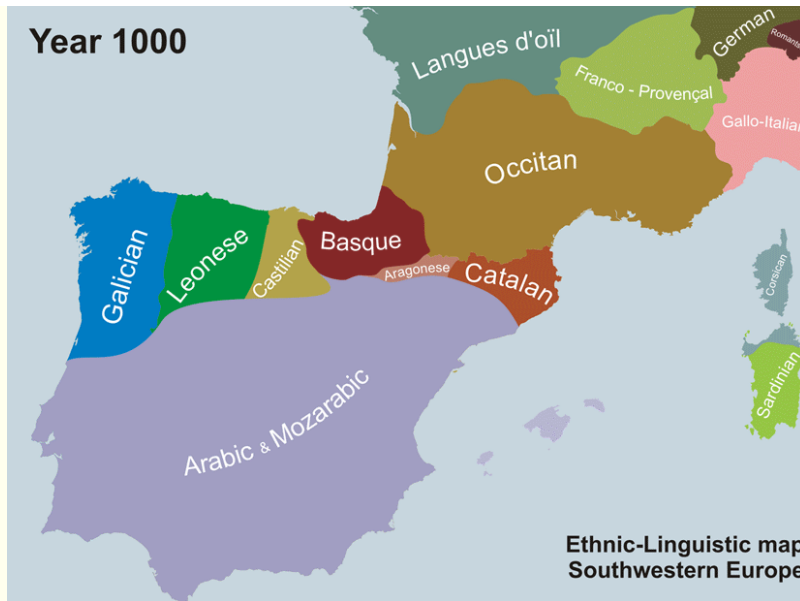 Year 1000
Langues d'oïl
German
Franco - Provençal
Gallo-Italian
Occitan
Galician
Leonese
Castilian
Basque
Aragonese
Catalan
Corsican
Sardinian
Arabic & Mozarabic
Ethnic-Linguistic map
Southwestern Europe